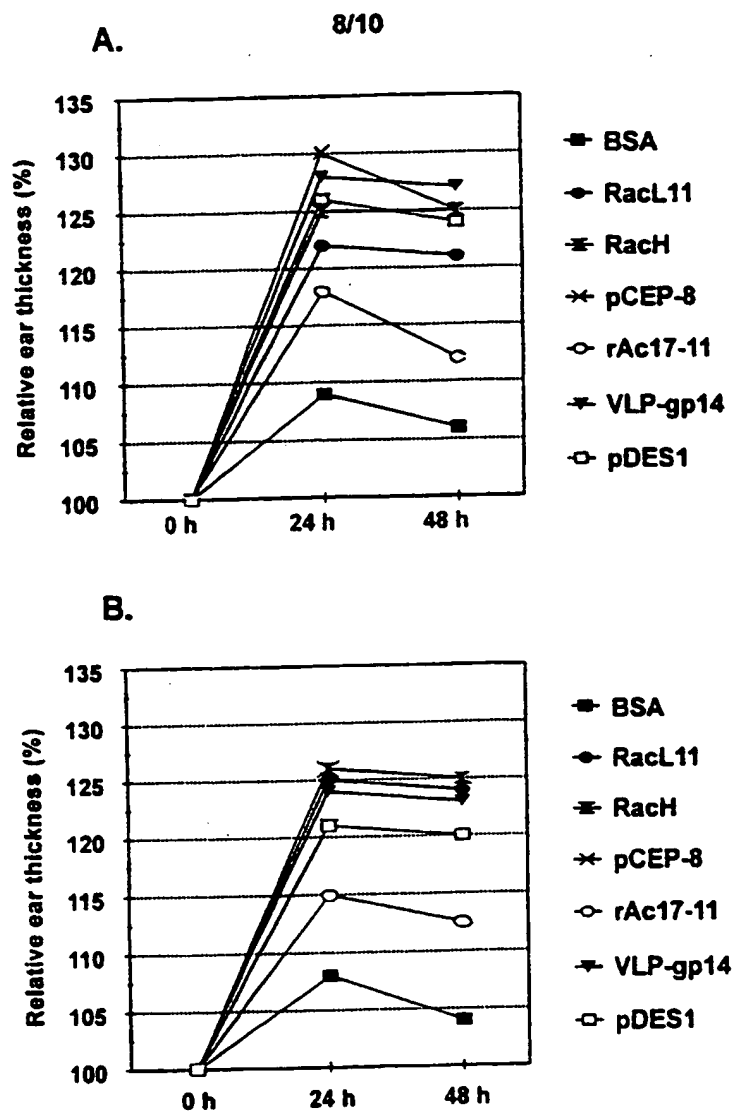 8/10
A.
Relative ear thickness (%)
135
130
125
120
115
110
105
100
0 h
24 h
48 h
BSA
RacL11
RacH
pCEP-8
rAc17-11
VLP-gp14
pDES1
B.
Relative ear thickness (%)
135
130
125
120
115
110
105
100
0 h
24 h
48 h
BSA
RacL11
RacH
pCEP-8
rAc17-11
VLP-gp14
pDES1